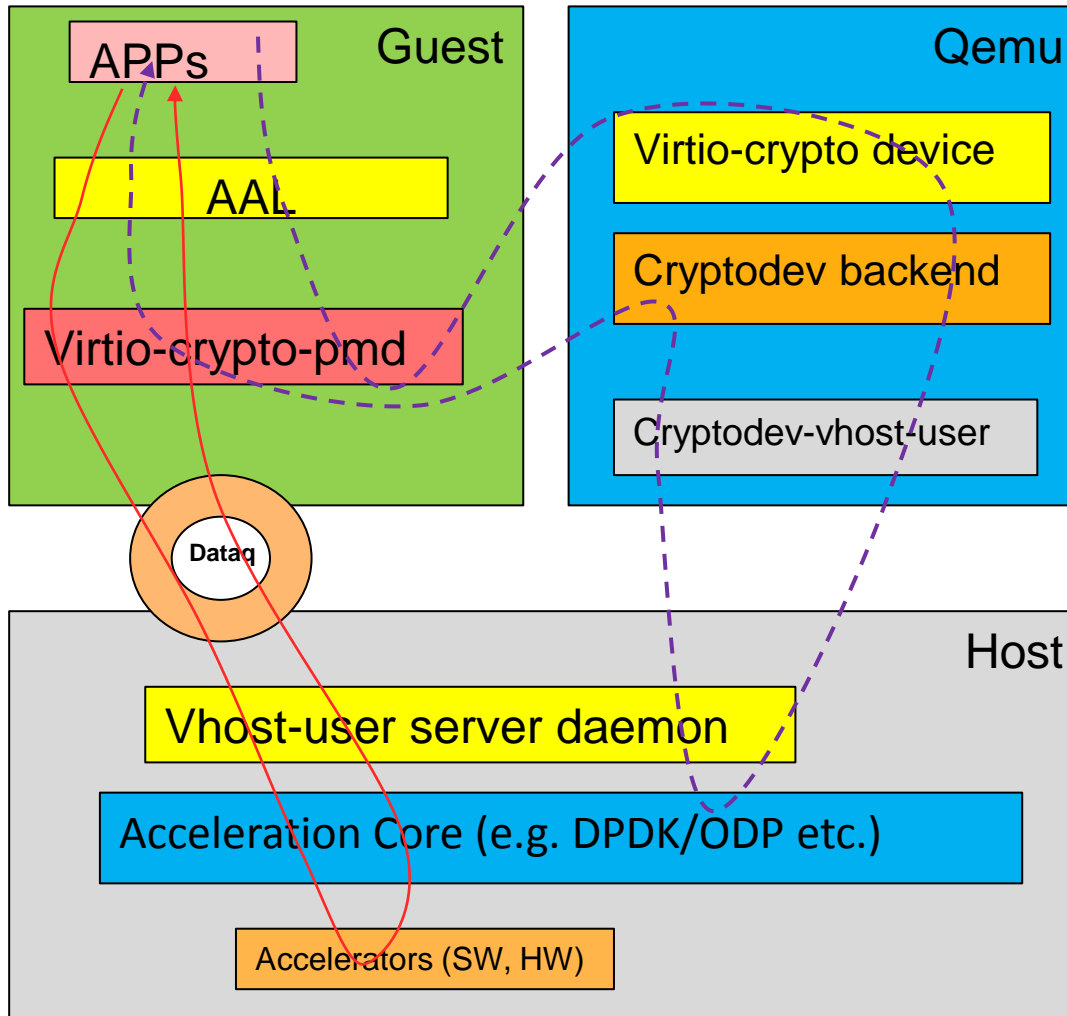 Guest
APPs
AAL
Virtio-crypto-pmd
Qemu
Virtio-crypto device
Cryptodev backend
Cryptodev-vhost-user
Dataq
Host
Vhost-user server daemon
Acceleration Core (e.g. DPDK/ODP etc.)
Accelerators (SW, HW)